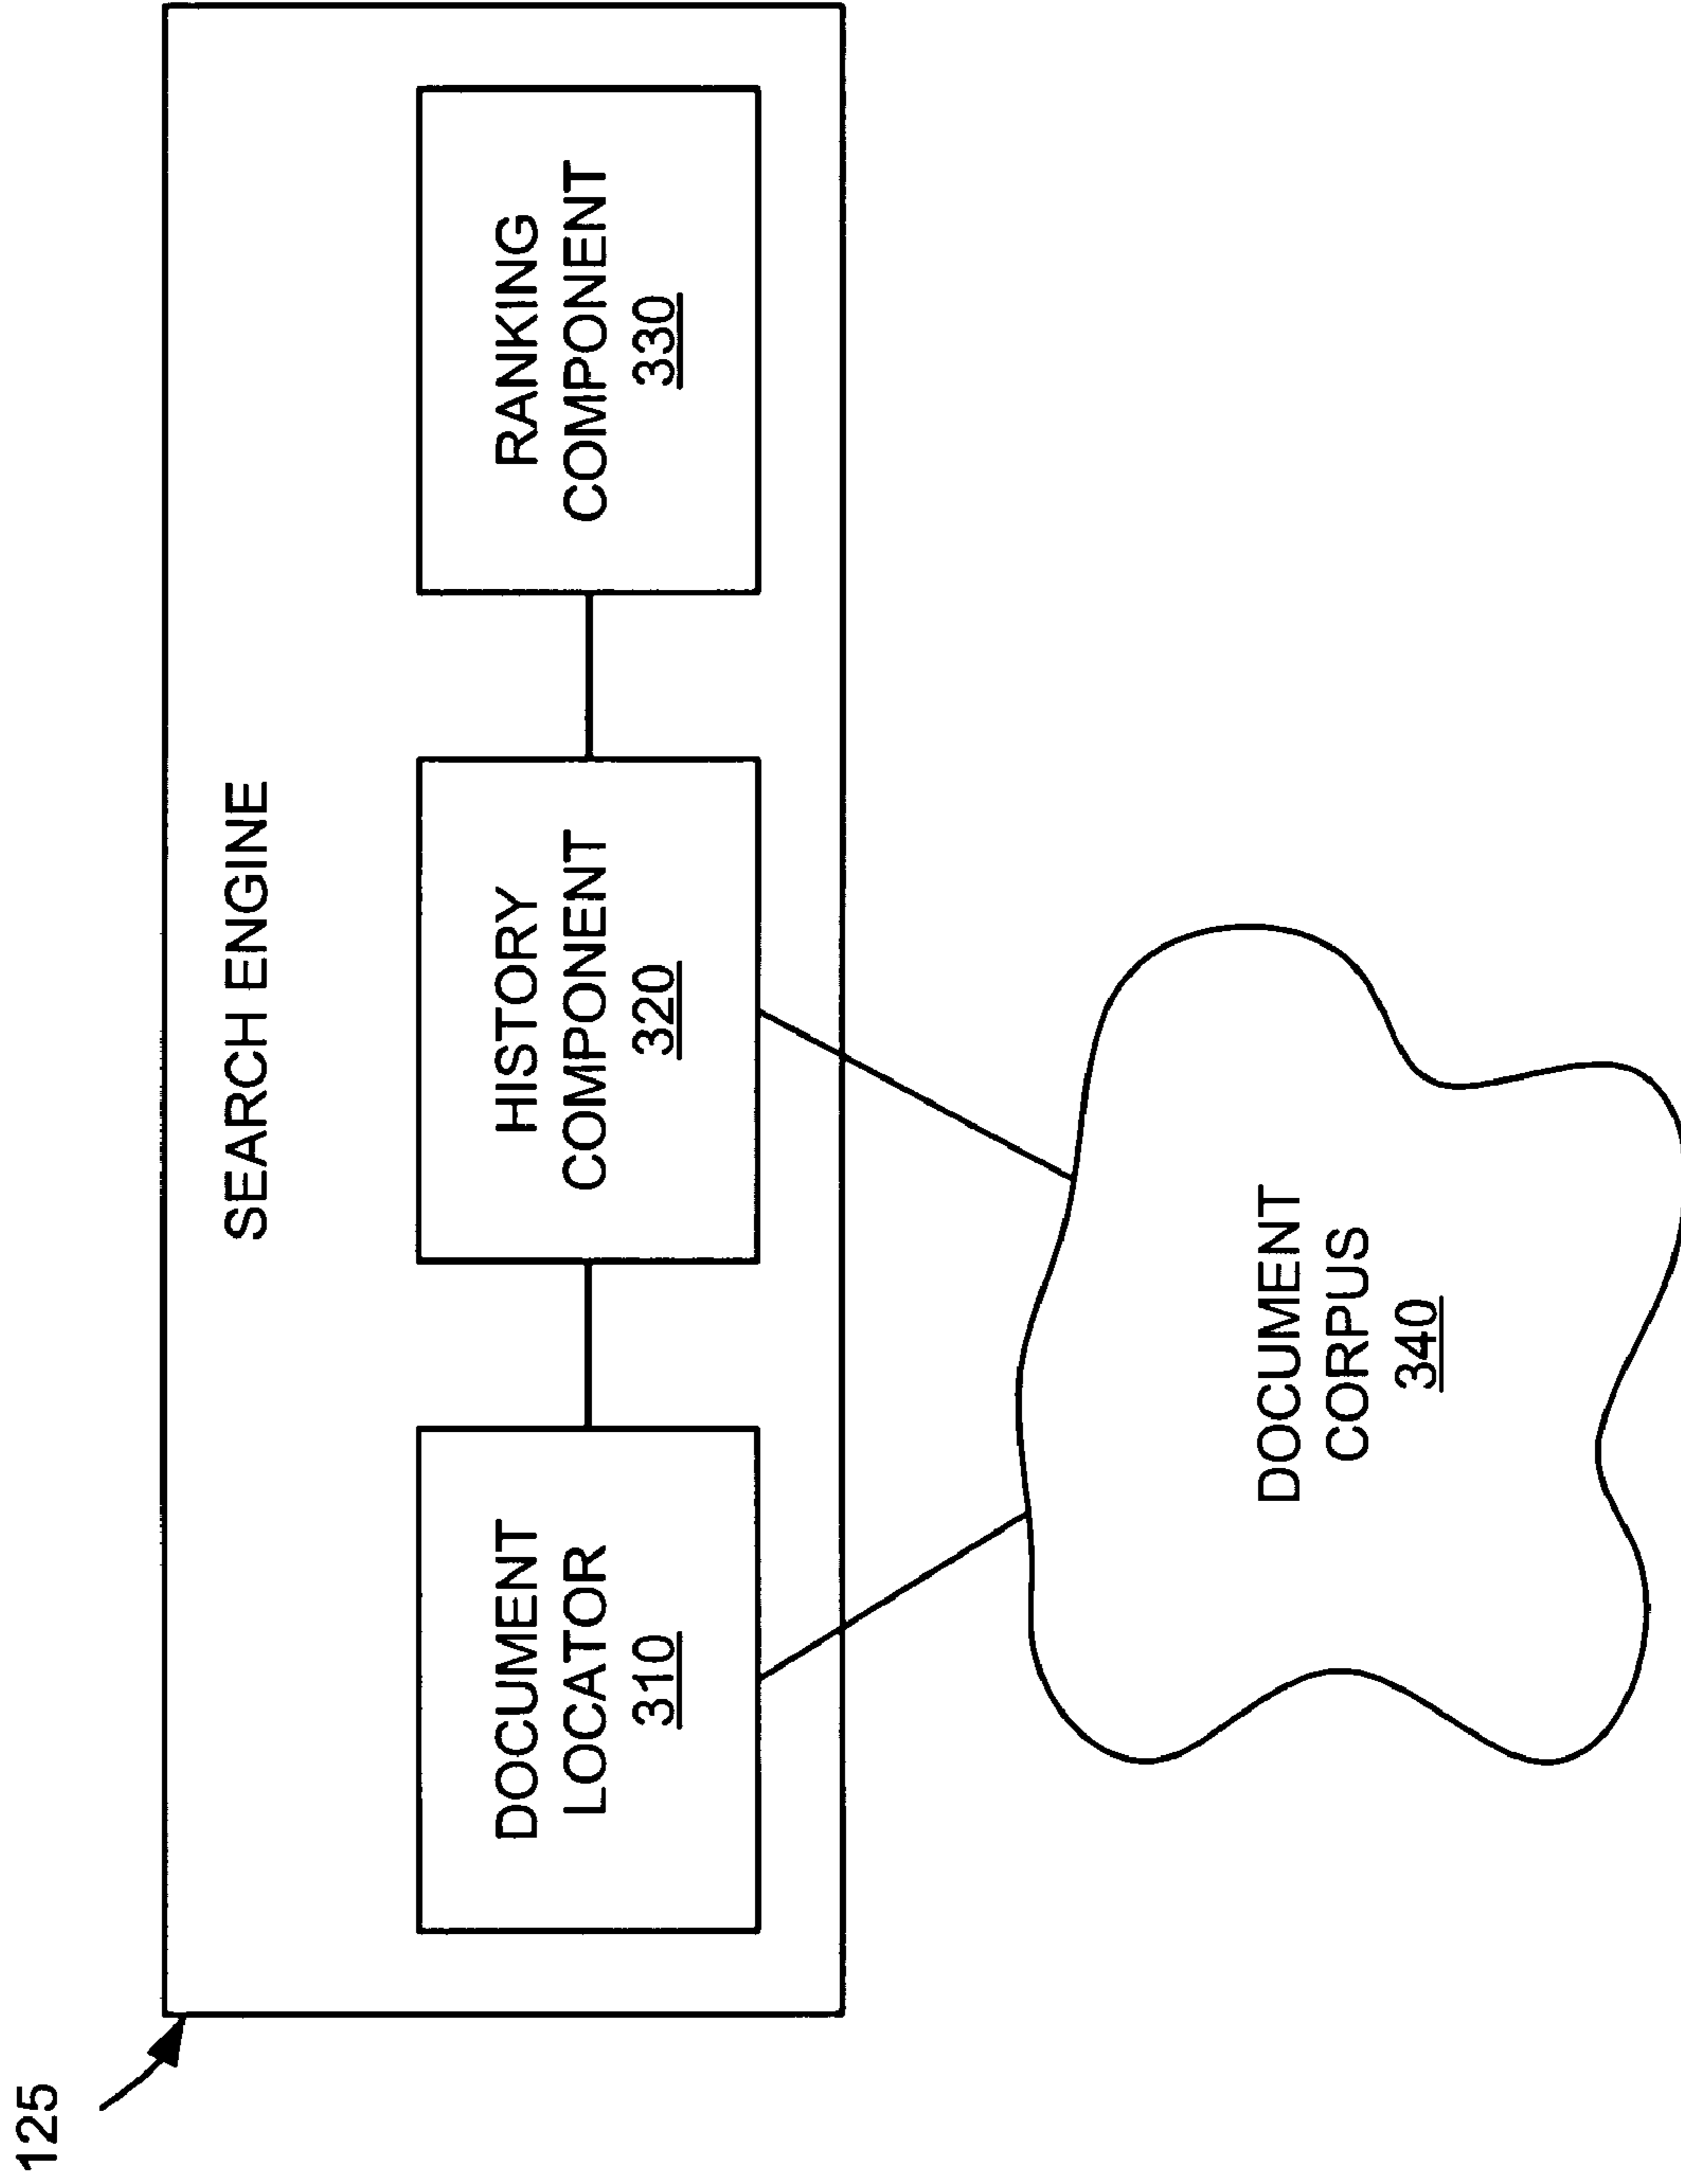 125
SEARCH ENGINE
DOCUMENT
LOCATOR
310
HISTORY
COMPONENT
320
RANKING
COMPONENT
330
DOCUMENT
CORPUS
340